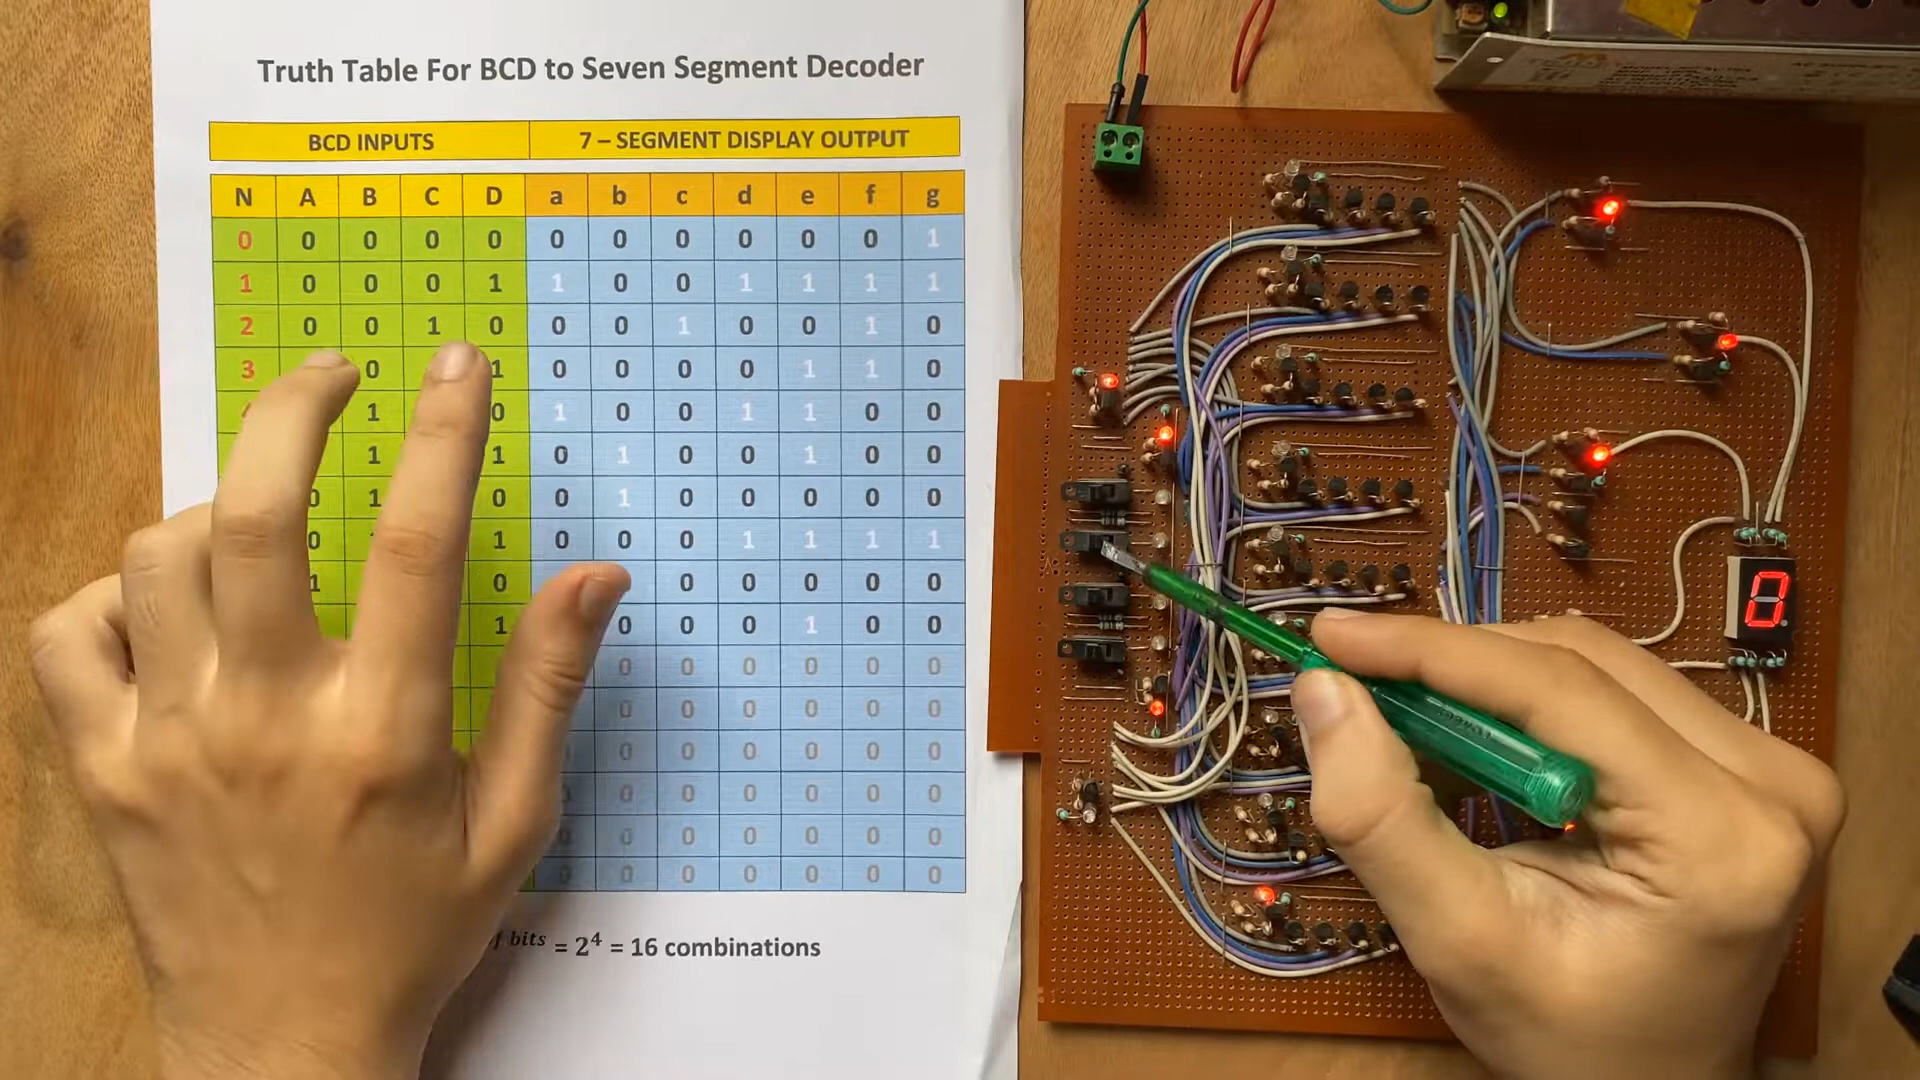 Truth Table For BCD to Seven Segment Decoder
BCD INPUTS 7 – SEGMENT DISPLAY OUTPUT
N A B C D a b c d e f g
0 0 0 0 0 0 0 0 0 0 0 1
1 0 0 0 1 1 0 0 1 1 1 1
2 0 0 1 0 0 0 1 0 0 1 0
3 0 1 0 0 0 0 1 1 0
1 0 1 0 0 1 1 0 0
1 1 0 1 0 0 1 0 0
0 1 0 0 1 0 0 0 0 0
0 1 0 0 0 1 1 1 1
1 0 0 0 0 0 0
1 0 0 0 1 0 0
0 0 0 0 0 0
0 0 0 0 0 0
0 0 0 0 0 0
0 0 0 0 0 0
0 0 0 0 0 0
0 0 0 0 0 0
bits = 2⁴ = 16 combinations
0